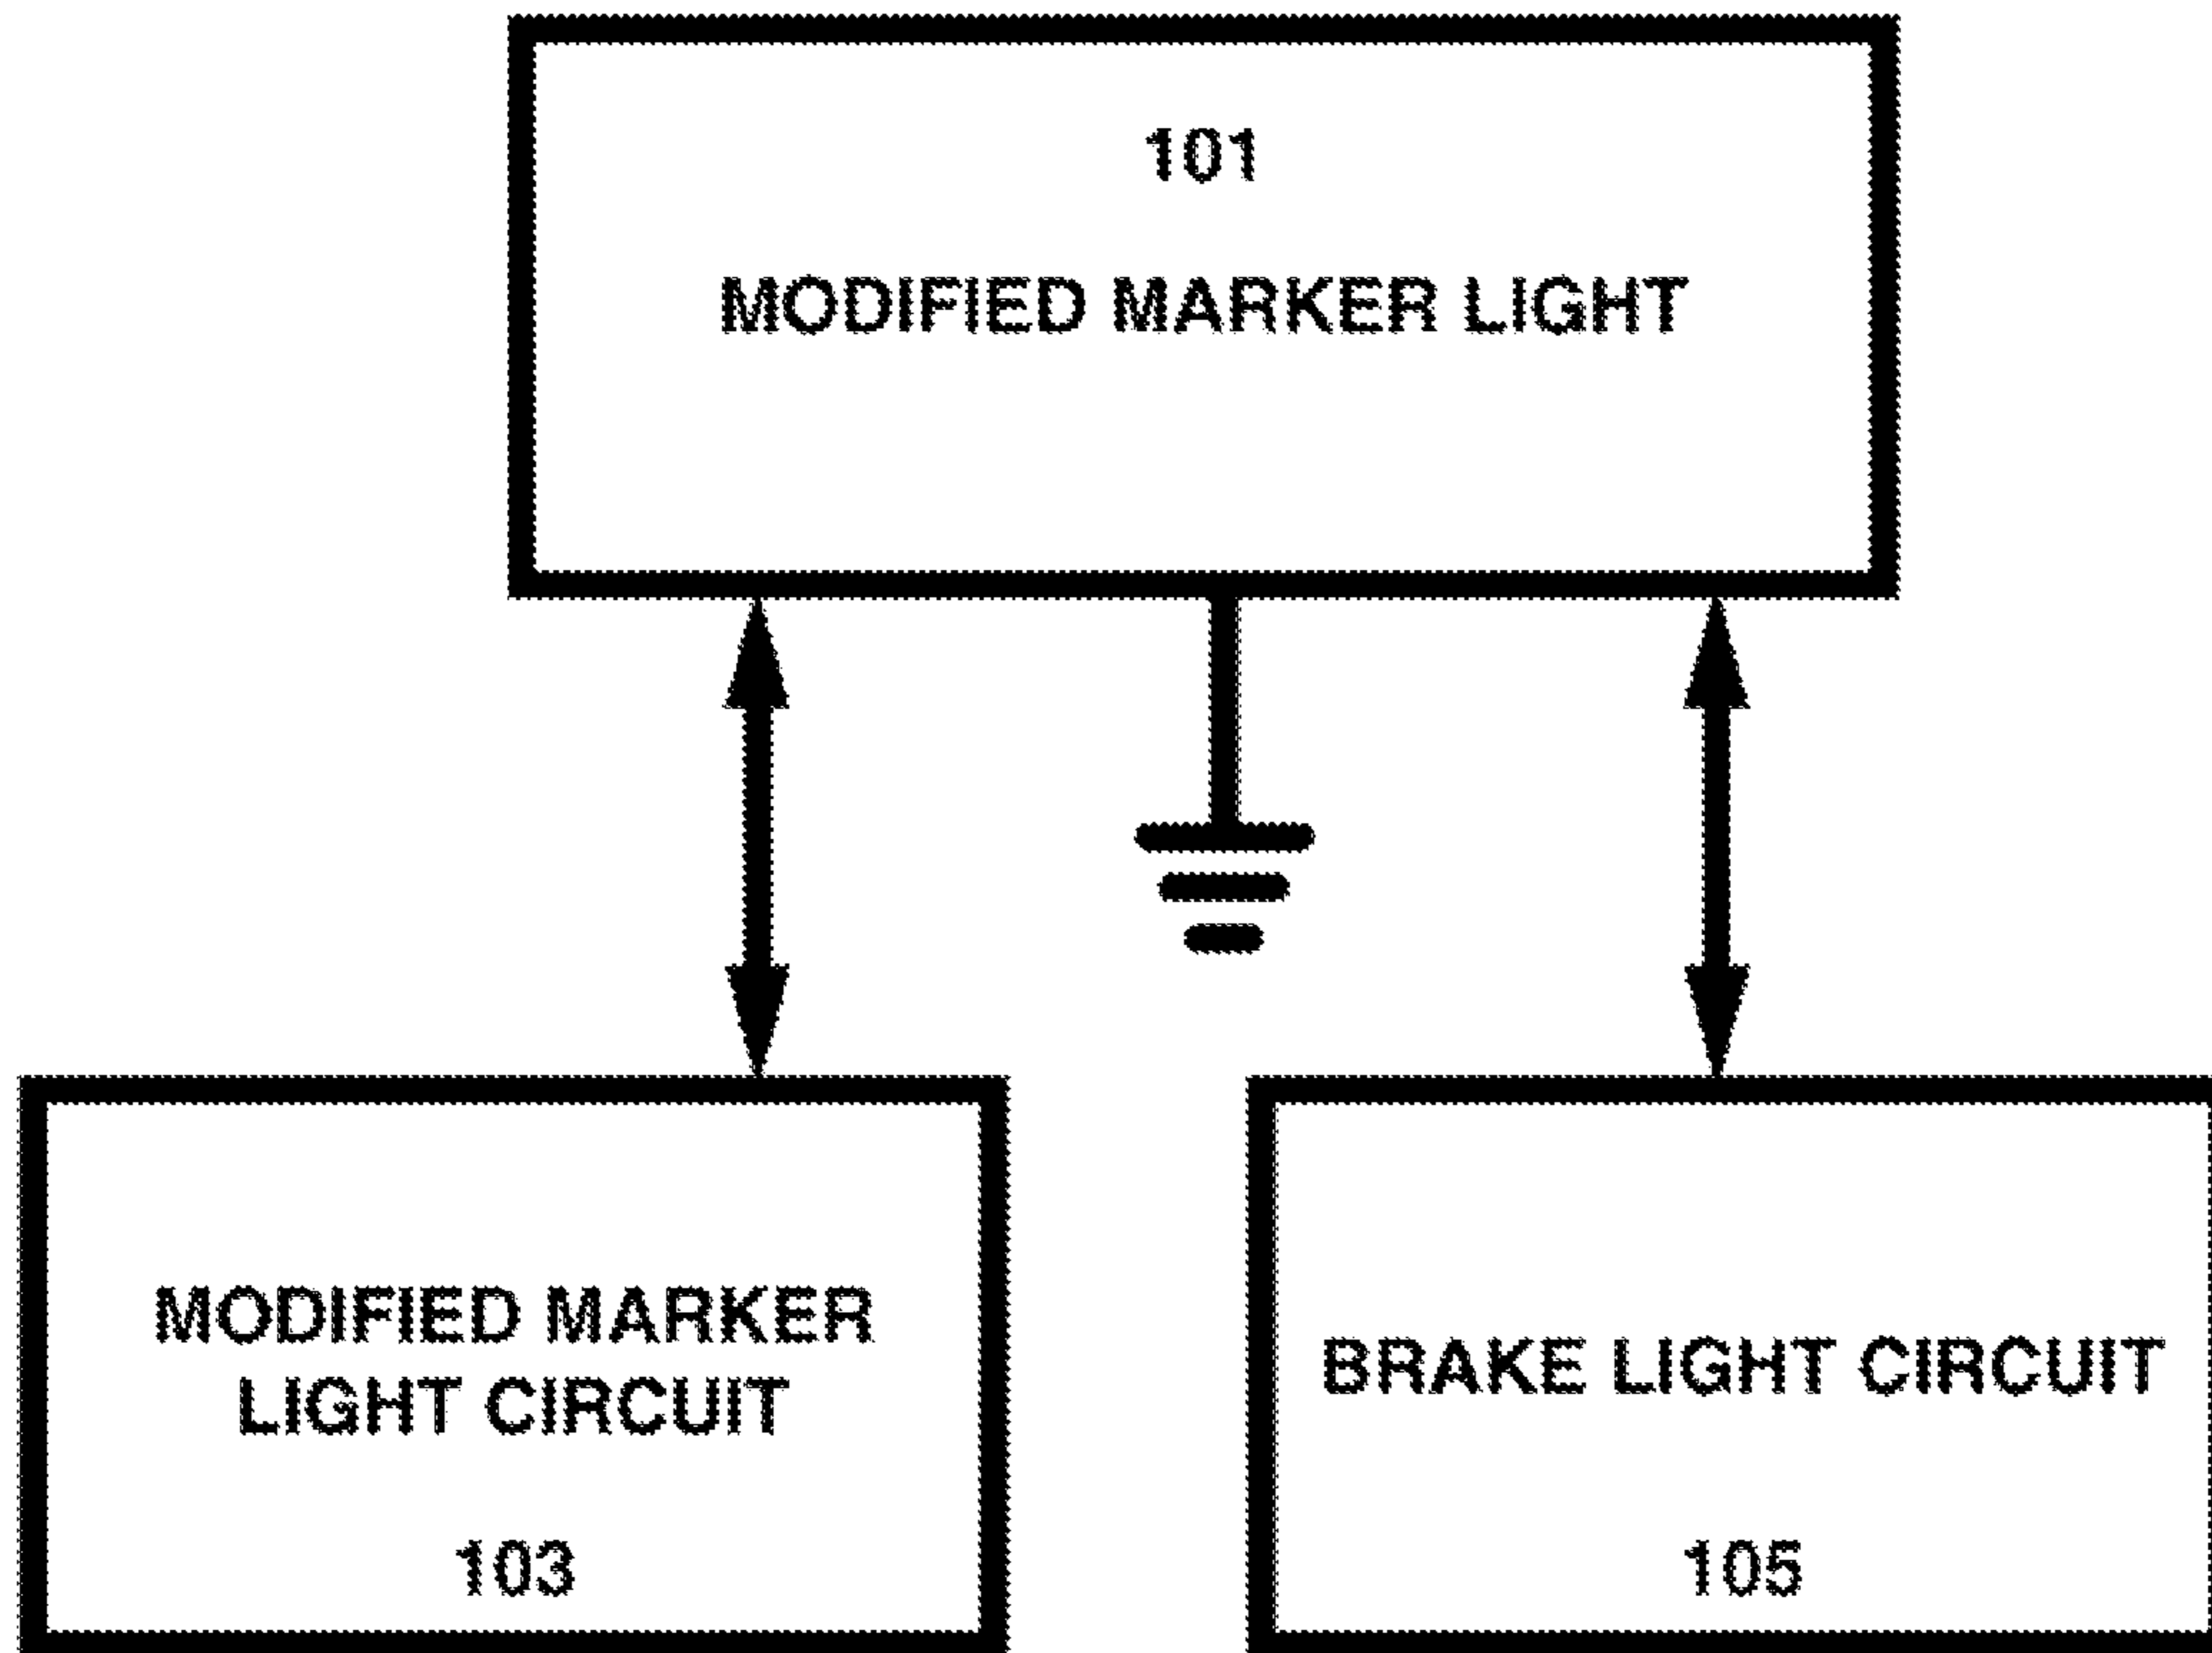 101
MODIFIED MARKER LIGHT
MODIFIED MARKER
LIGHT CIRCUIT
103
BRAKE LIGHT CIRCUIT
105